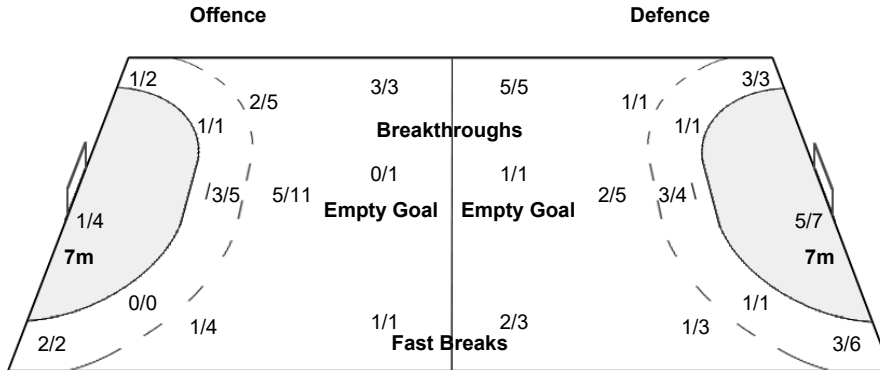 Offence Defence
1/2 3/3 5/5 3/3
2/5 1/1
1/1 1/1
Breakthroughs
0/1 1/1
3/5 5/11 2/5 3/4
Empty Goal Empty Goal
1/4 5/7
7m 7m
0/0 1/1
1/4 1/1 2/3 1/3
Fast Breaks
2/2 3/6